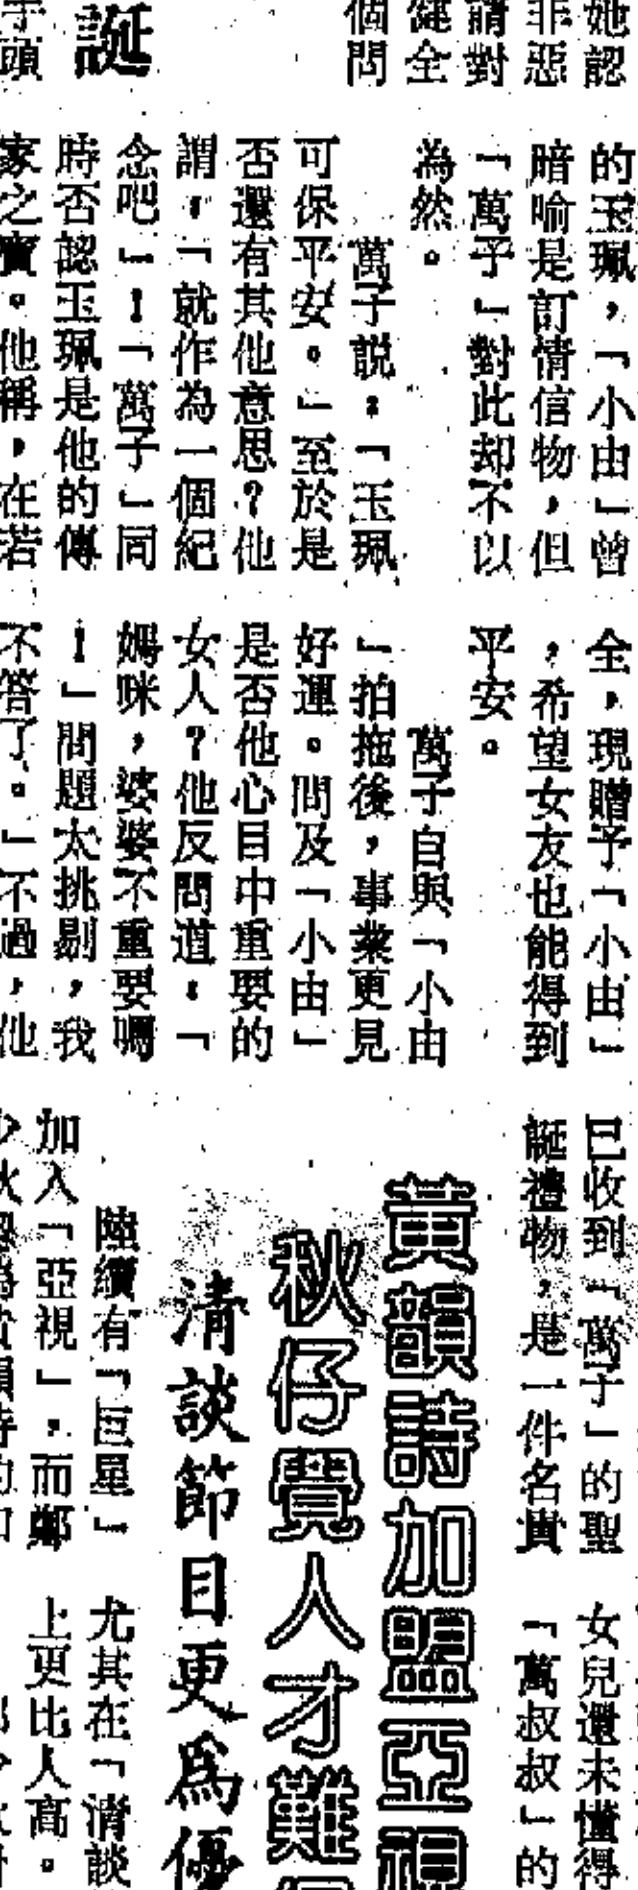 她認
非惡
請對
健全
個問
誕
手頭
的玉珮,「小由」曾
暗喻是訂情信物,但
「萬子」對此却不以
為然。
萬子説:「玉珮
可保平安。」至於是
否還有其他意思?他
謂,「就作為一個紀
念吧」!「萬子」同
時否認玉珮是他的傳
家之寶。他稱,在若
全,現贈予「小由」
,希望女友也能得到
平安。
萬子自與「小由
」拍拖後,事業更見
好運。問及「小由」
是否他心目中重要的
女人?他反問道:「
媽咪,婆婆不重要嗎
!」問題太挑剔,我
不答了。」不過,他
已收到「萬子」的聖
誕禮物,是一件名貴
黃韻詩加盟亞視
秋仔覺人才難
清談節目更爲優
陸續有「巨星」
加入「亞視」,而鄭
女兒還未懂得
「萬叔叔」的
尤其在「清談
上更比人高。